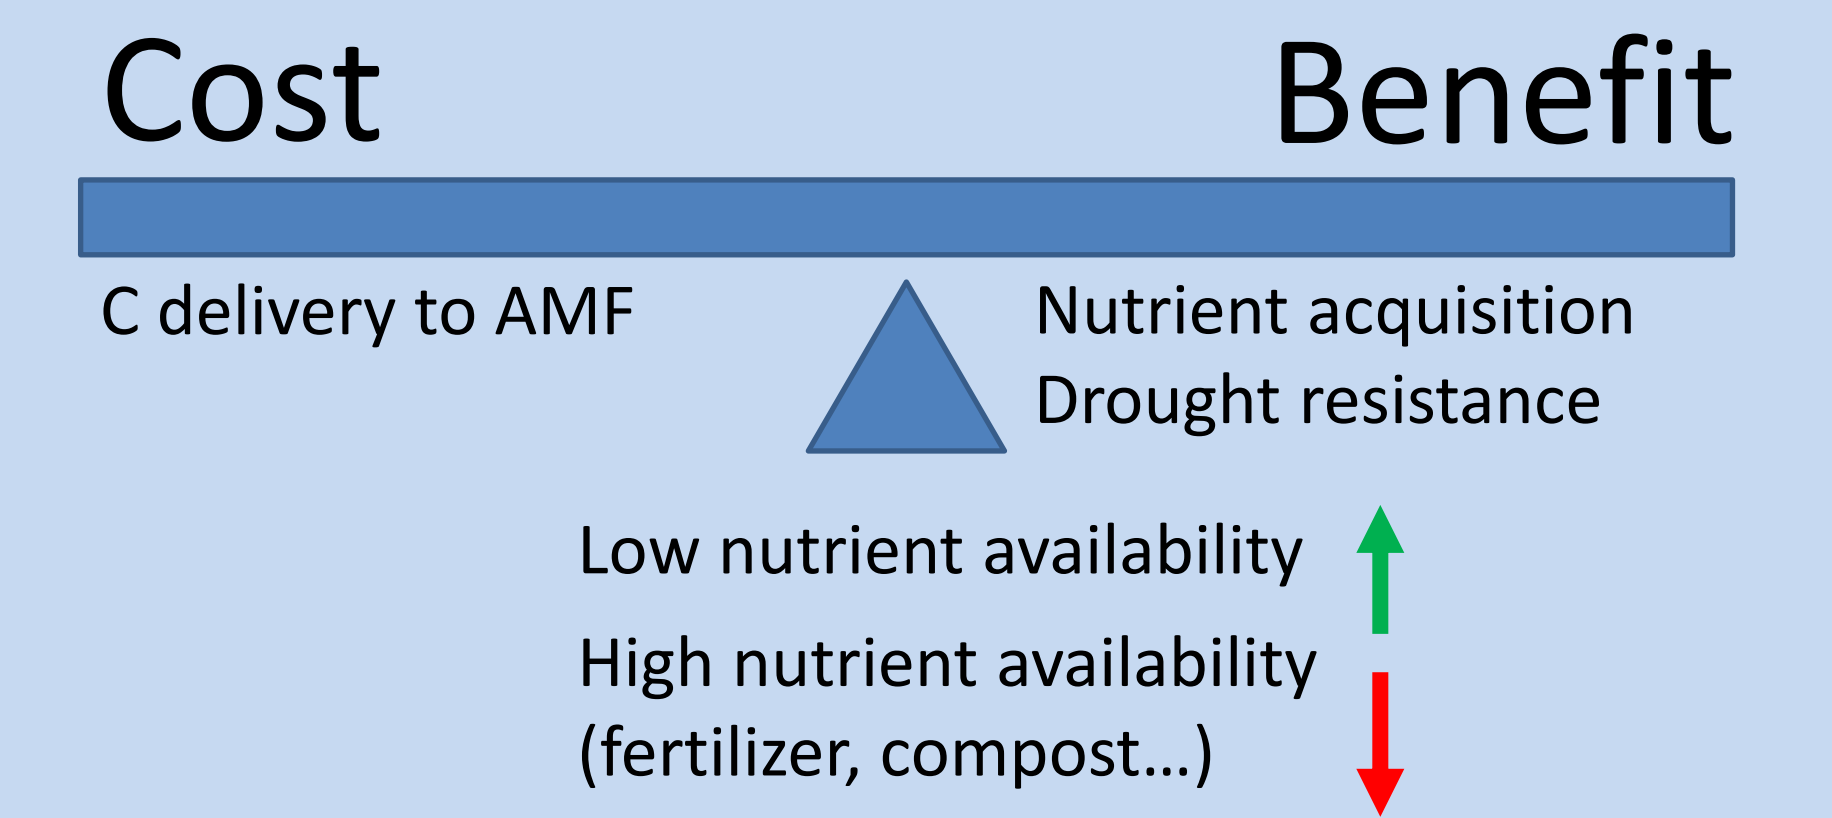 Cost
Benefit
C delivery to AMF
Nutrient acquisition
Drought resistance
Low nutrient availability
High nutrient availability
(fertilizer, compost...)